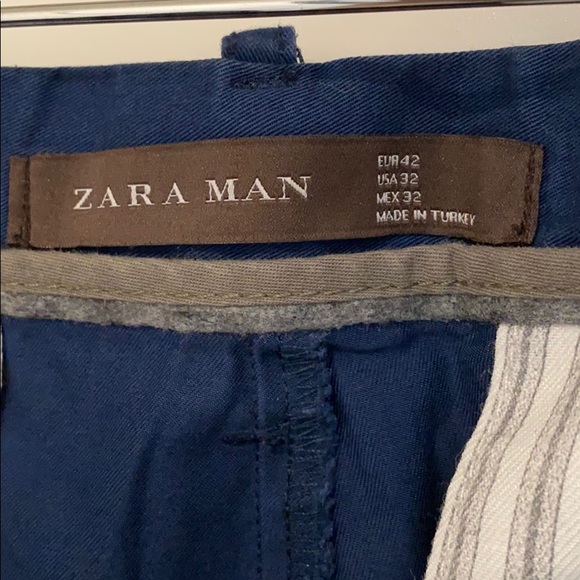 ZARA MAN
EUR 42
USA 32
MEX 32
MADE IN TURKEY